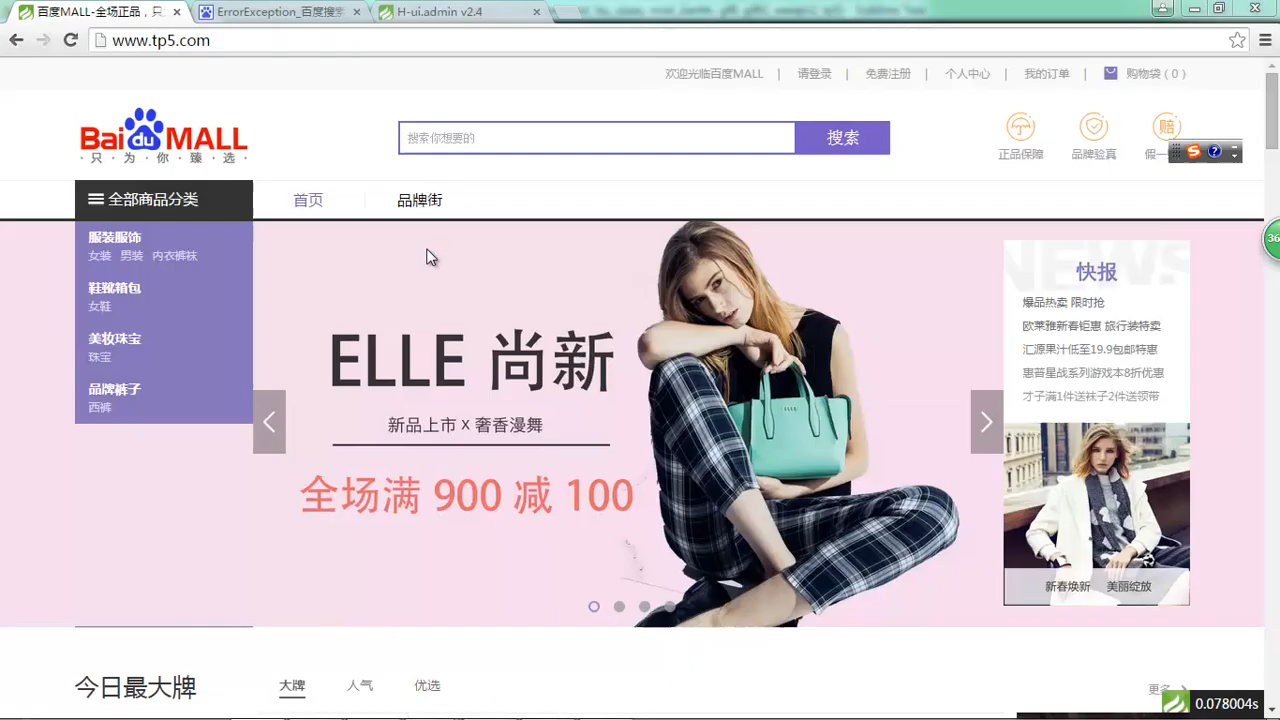 百度MALL-全场正品，只
ErrorException_百度搜索
H-ui.admin v2.4
www.tp5.com
欢迎光临百度MALL | 请登录 | 免费注册 | 个人中心 | 我的订单 | 购物袋 ( 0 )
BaiduMALL
·只·为·你·臻·选·
搜索你想要的
搜索
正品保障
品牌验真
赔
假一
全部商品分类
首页
品牌街
服装服饰
女装 男装 内衣裤袜
鞋靴箱包
女鞋
美妆珠宝
珠宝
品牌裤子
西裤
ELLE 尚新
新品上市 x 奢香漫舞
全场满 900 减 100
ELLE
NEWS
快报
爆品热卖 限时抢
欧莱雅新春钜惠 旅行装特卖
汇源果汁低至19.9包邮特惠
惠普星战系列游戏本8折优惠
才子满1件送袜子2件送领带
新春焕新 美丽绽放
36
今日最大牌
大牌
人气
优选
更多
0.078004s